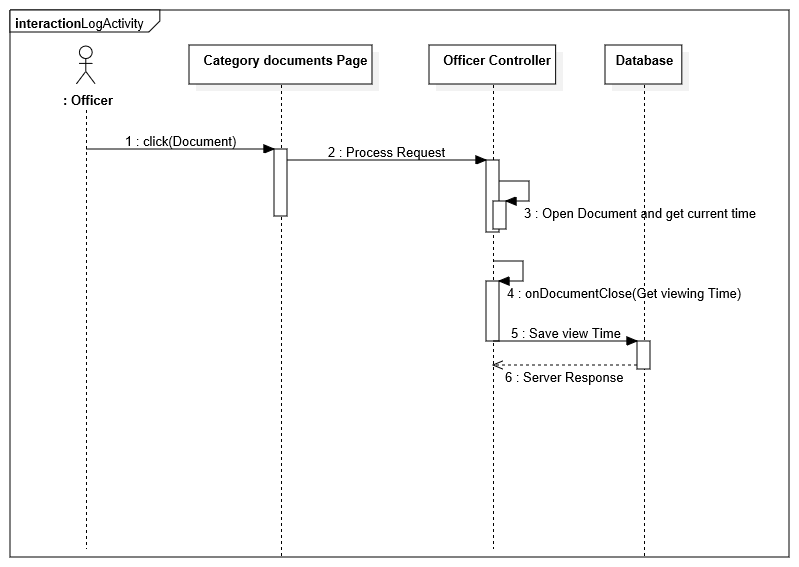 interactionLogActivity
: Officer
Category documents Page
Officer Controller
Database
1 : click(Document)
2 : Process Request
3 : Open Document and get current time
4 : onDocumentClose(Get viewing Time)
5 : Save view Time
6 : Server Response